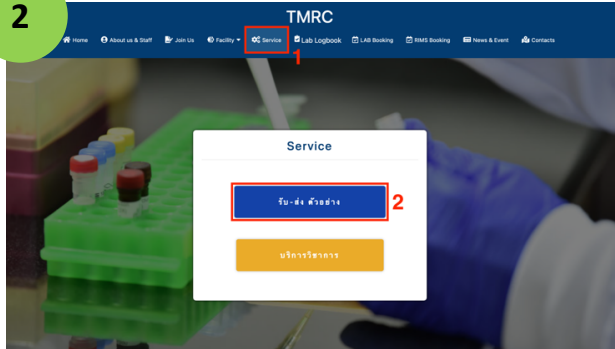 2
TMRC
Home About us & Staff Join Us Facility Service Lab Logbook LAB Booking RIMS Booking News & Event Contacts
1
Service
รับ-ส่ง ตัวอย่าง 2
บริการวิชาการ